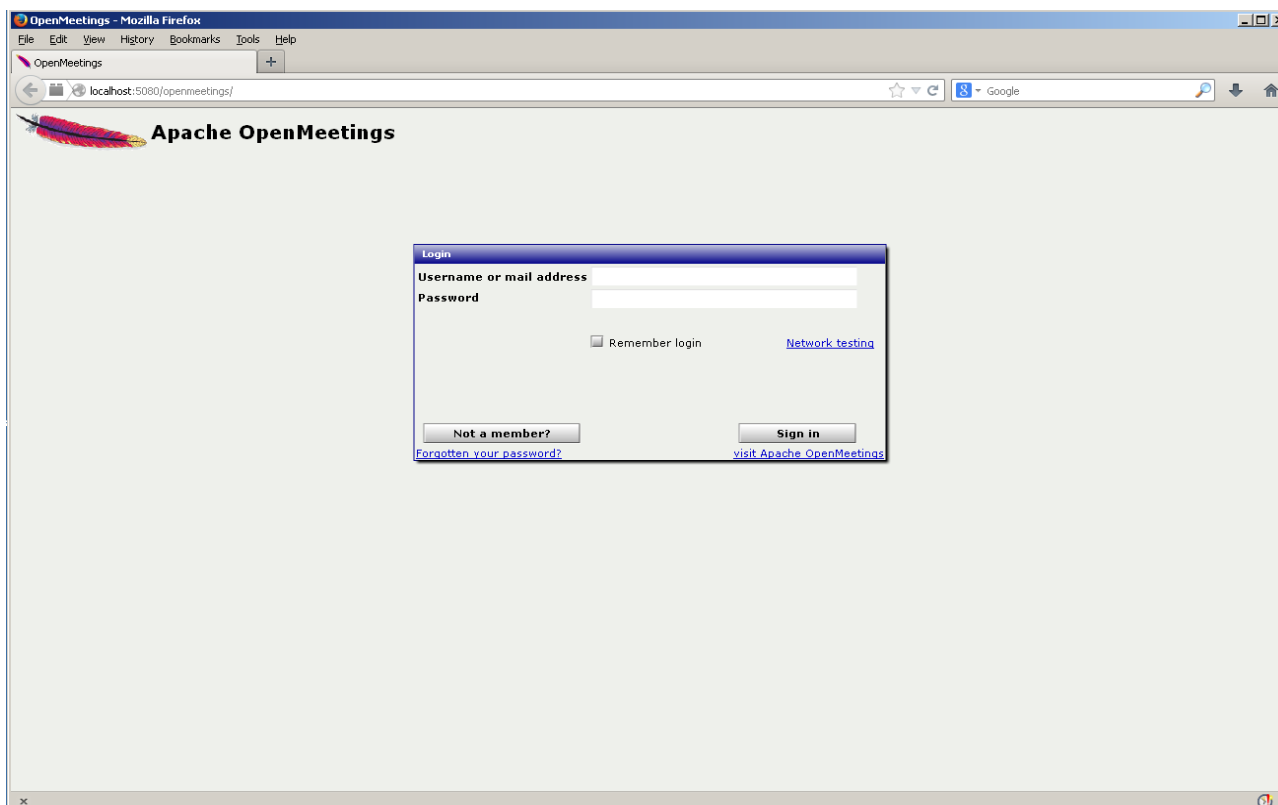 OpenMeetings - Mozilla Firefox
File Edit View History Bookmarks Tools Help
OpenMeetings
localhost:5080/openmeetings/
Google
Apache OpenMeetings
Login
Username or mail address
Password
Remember login Network testing
Not a member? Sign in
Forgotten your password? visit Apache OpenMeetings